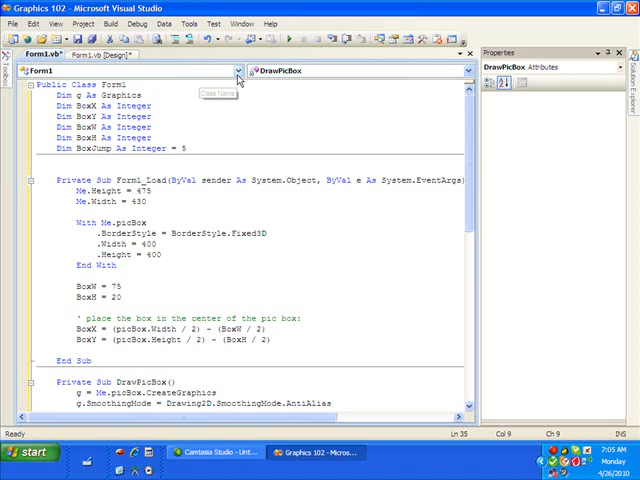 Graphics 102 - Microsoft Visual Studio
File Edit View Project Build Debug Data Tools Test Window Help
Form1.vb* Form1.vb [Design]*
Properties
Toolbox
Form1
DrawPicBox
DrawPicBox Attributes
Solution Explorer
Class Name
Public Class Form1
Dim g As Graphics
Dim BoxX As Integer
Dim BoxY As Integer
Dim BoxW As Integer
Dim BoxH As Integer
Dim BoxJump As Integer = 5
Private Sub Form1_Load(ByVal sender As System.Object, ByVal e As System.EventArgs)
Me.Height = 475
Me.Width = 430
With Me.picBox
.BorderStyle = BorderStyle.Fixed3D
.Width = 400
.Height = 400
End With
BoxW = 75
BoxH = 20
' place the box in the center of the pic box:
BoxX = (picBox.Width / 2) - (BoxW / 2)
BoxY = (picBox.Height / 2) - (BoxH / 2)
End Sub
Private Sub DrawPicBox()
g = Me.picBox.CreateGraphics
g.SmoothingMode = Drawing2D.SmoothingMode.AntiAlias
Ready Ln 35 Col 9 Ch 9 INS
start
Camtasia Studio - Unt...
Graphics 102 - Micros...
7:05 AM
Monday
4/26/2010